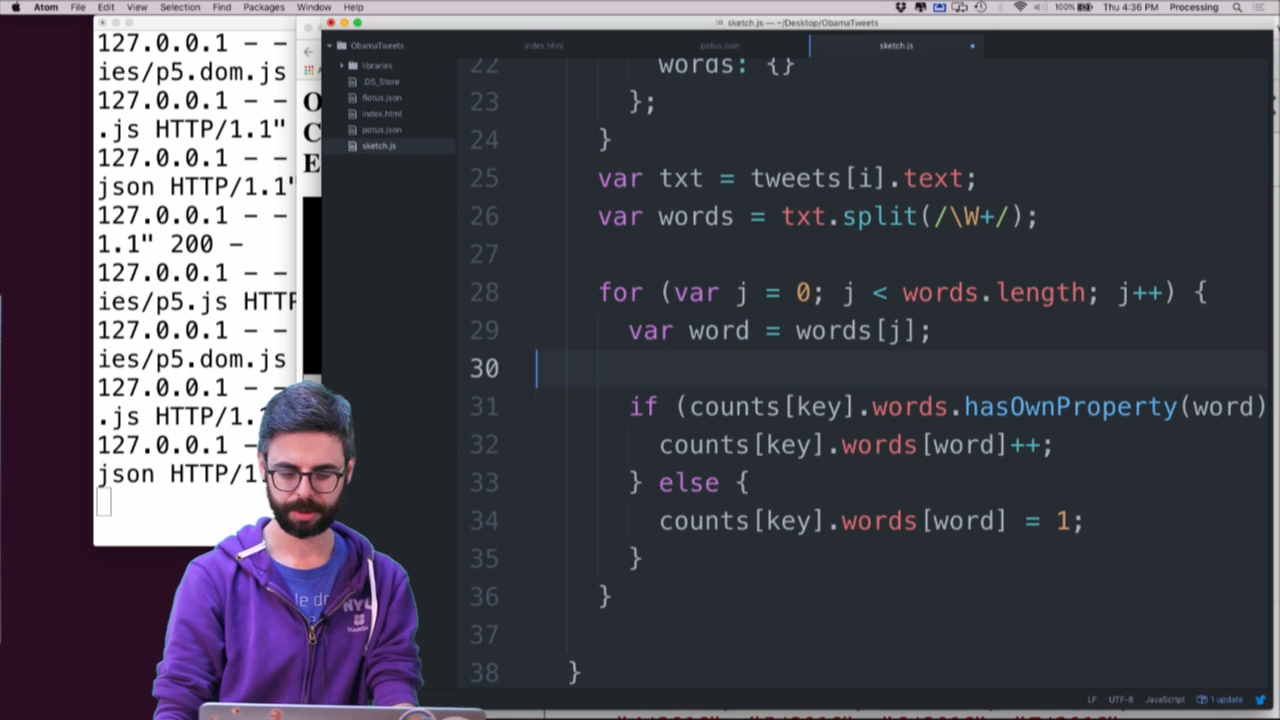 Atom File Edit View Selection Find Packages Window Help
100% Thu 4:36 PM Processing
127.0.0.1 - -
ies/p5.dom.js
127.0.0.1 - -
.js HTTP/1.1"
127.0.0.1 - -
json HTTP/1.1"
127.0.0.1 - -
1.1" 200 -
127.0.0.1 - -
ies/p5.js HTTP
127.0.0.1 - -
ies/p5.dom.js
127.0.0.1 - -
.js HTTP/1.
127.0.0.1 - -
json HTTP/1.
O
C
E
sketch.js — ~/Desktop/ObamaTweets
ObamaTweets
libraries
.DS_Store
flotus.json
index.html
potus.json
sketch.js
index.html potus.json sketch.js
22 words: {}
23 };
24 }
25 var txt = tweets[i].text;
26 var words = txt.split(/\W+/);
27
28 for (var j = 0; j < words.length; j++) {
29 var word = words[j];
30
31 if (counts[key].words.hasOwnProperty(word)
32 counts[key].words[word]++;
33 } else {
34 counts[key].words[word] = 1;
35 }
36 }
37
38 }
LF UTF-8 JavaScript 1 update
le d
NYU